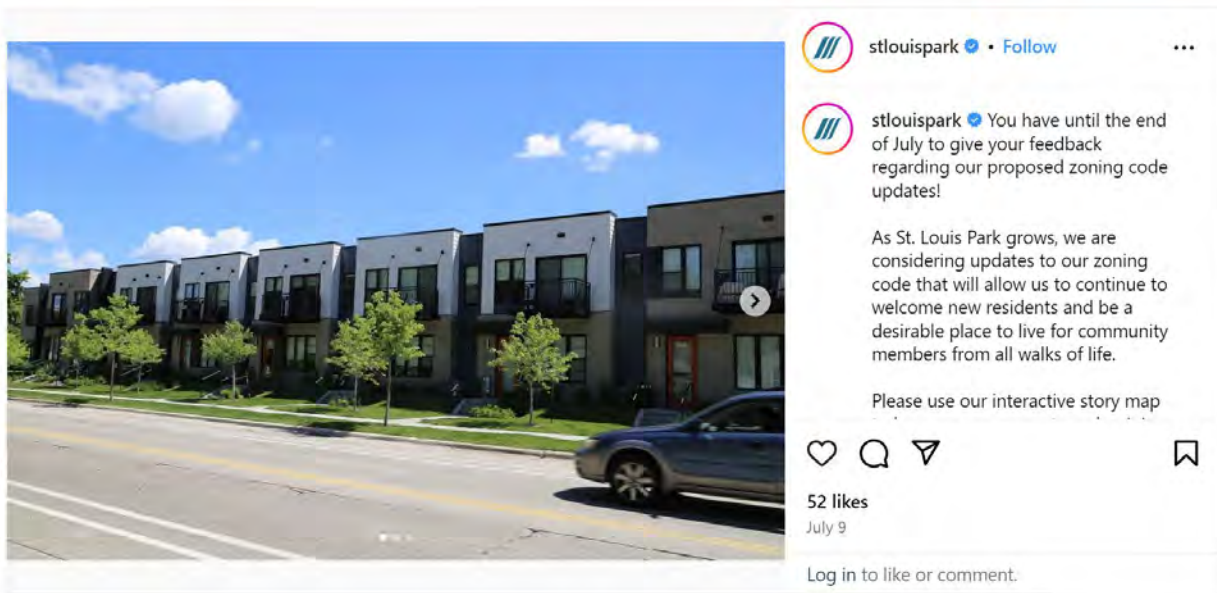 stlouispark • Follow
stlouispark You have until the end
of July to give your feedback
regarding our proposed zoning code
updates!
As St. Louis Park grows, we are
considering updates to our zoning
code that will allow us to continue to
welcome new residents and be a
desirable place to live for community
members from all walks of life.
Please use our interactive story map
52 likes
July 9
Log in to like or comment.